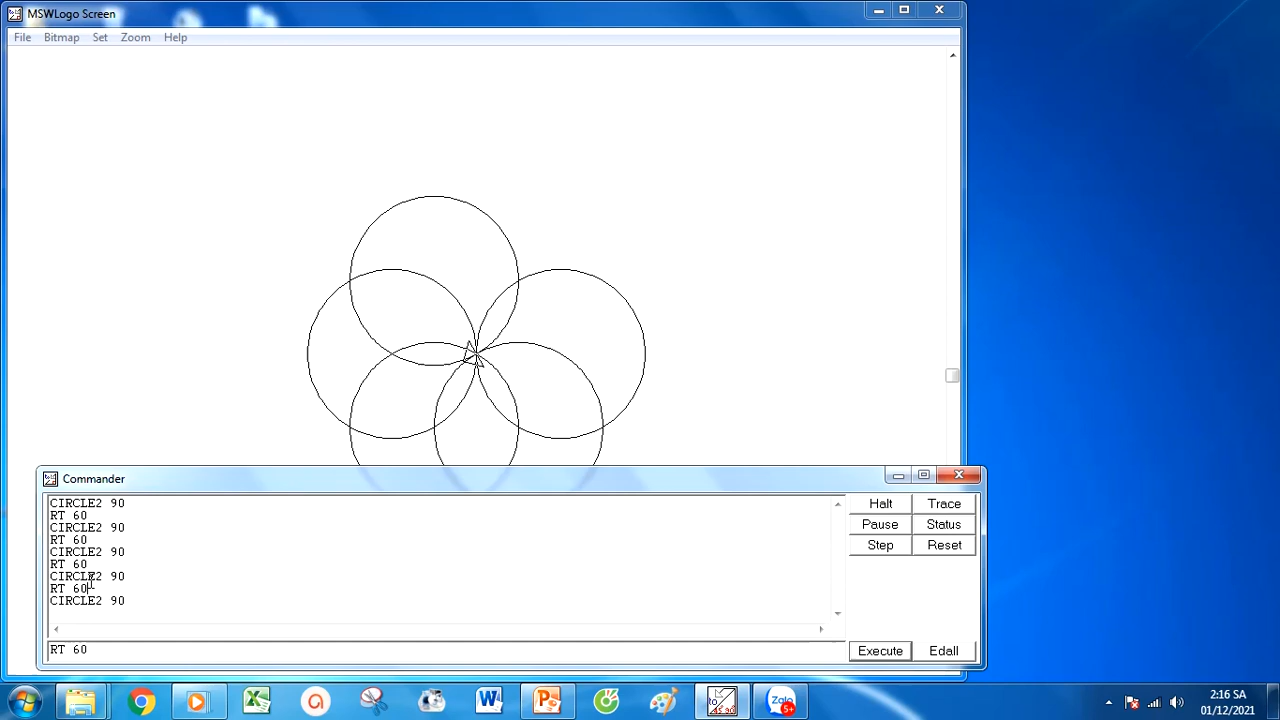 MSWLogo Screen
File Bitmap Set Zoom Help
Commander
CIRCLE2 90
RT 60
CIRCLE2 90
RT 60
CIRCLE2 90
RT 60
CIRCLE2 90
RT 60
CIRCLE2 90
RT 60
Halt Trace
Pause Status
Step Reset
Execute Edall
Zalo
5+
2:16 SA
01/12/2021